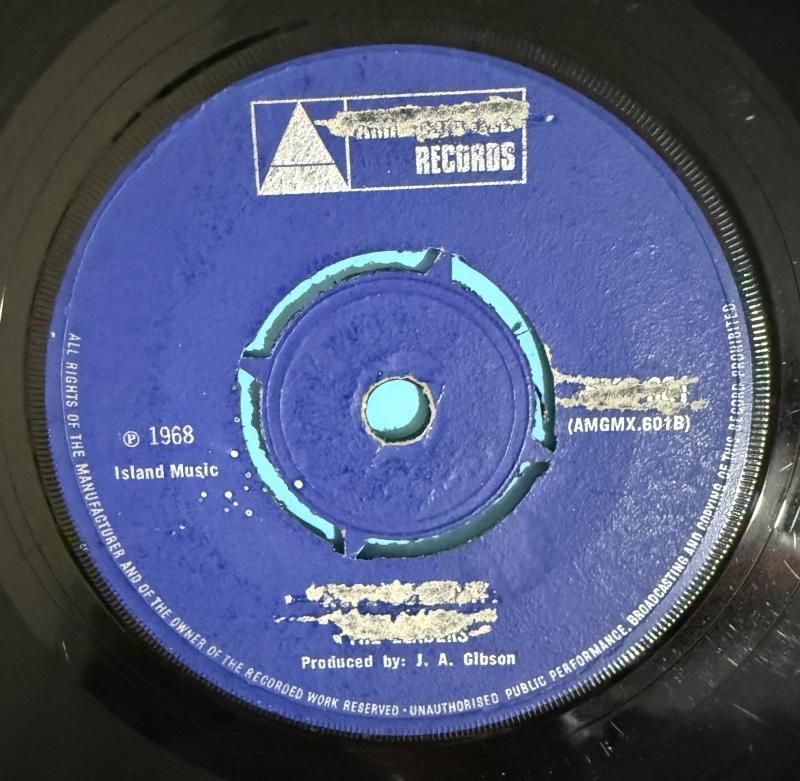 RECORDS
℗ 1968
Island Music
(AMGMX.601B)
Produced by: J. A. Gibson
ALL RIGHTS OF THE MANUFACTURER AND OF THE OWNER OF THE RECORDED WORK RESERVED · UNAUTHORISED PUBLIC PERFORMANCE, BROADCASTING AND COPYING OF THIS RECORD PROHIBITED